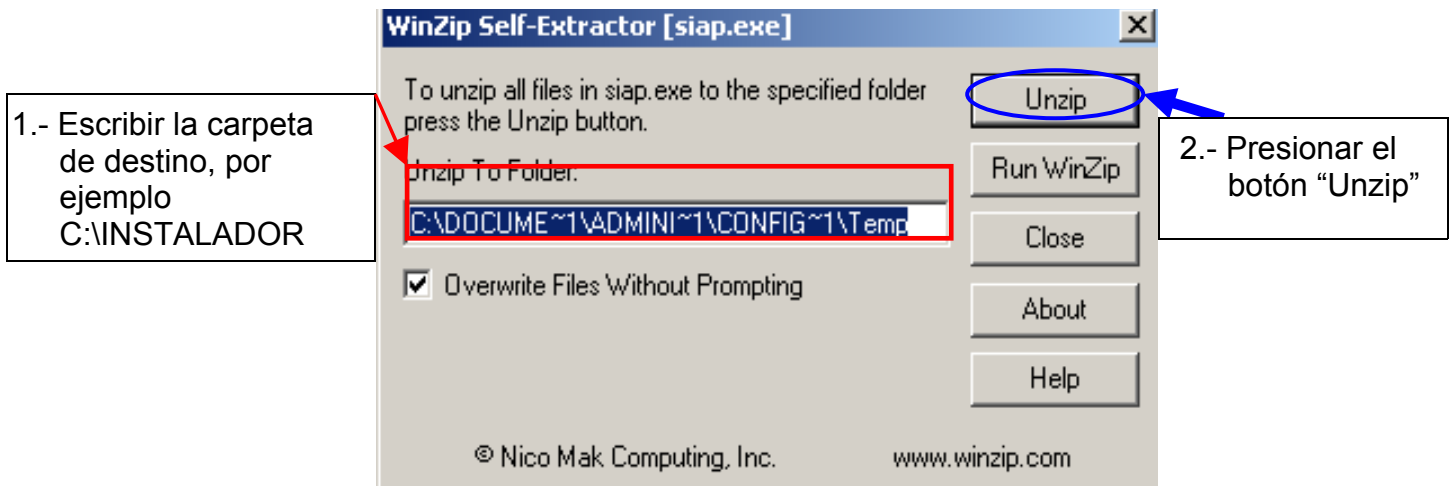 WinZip Self-Extractor [siap.exe]
1.- Escribir la carpeta
de destino, por
ejemplo
C:\INSTALADOR
To unzip all files in siap.exe to the specified folder
press the Unzip button.
Unzip To Folder:
C:\DOCUME~1\ADMINI~1\CONFIG~1\Temp
Overwrite Files Without Prompting
Unzip
Run WinZip
Close
About
Help
2.- Presionar el
botón “Unzip”
© Nico Mak Computing, Inc.
www.winzip.com